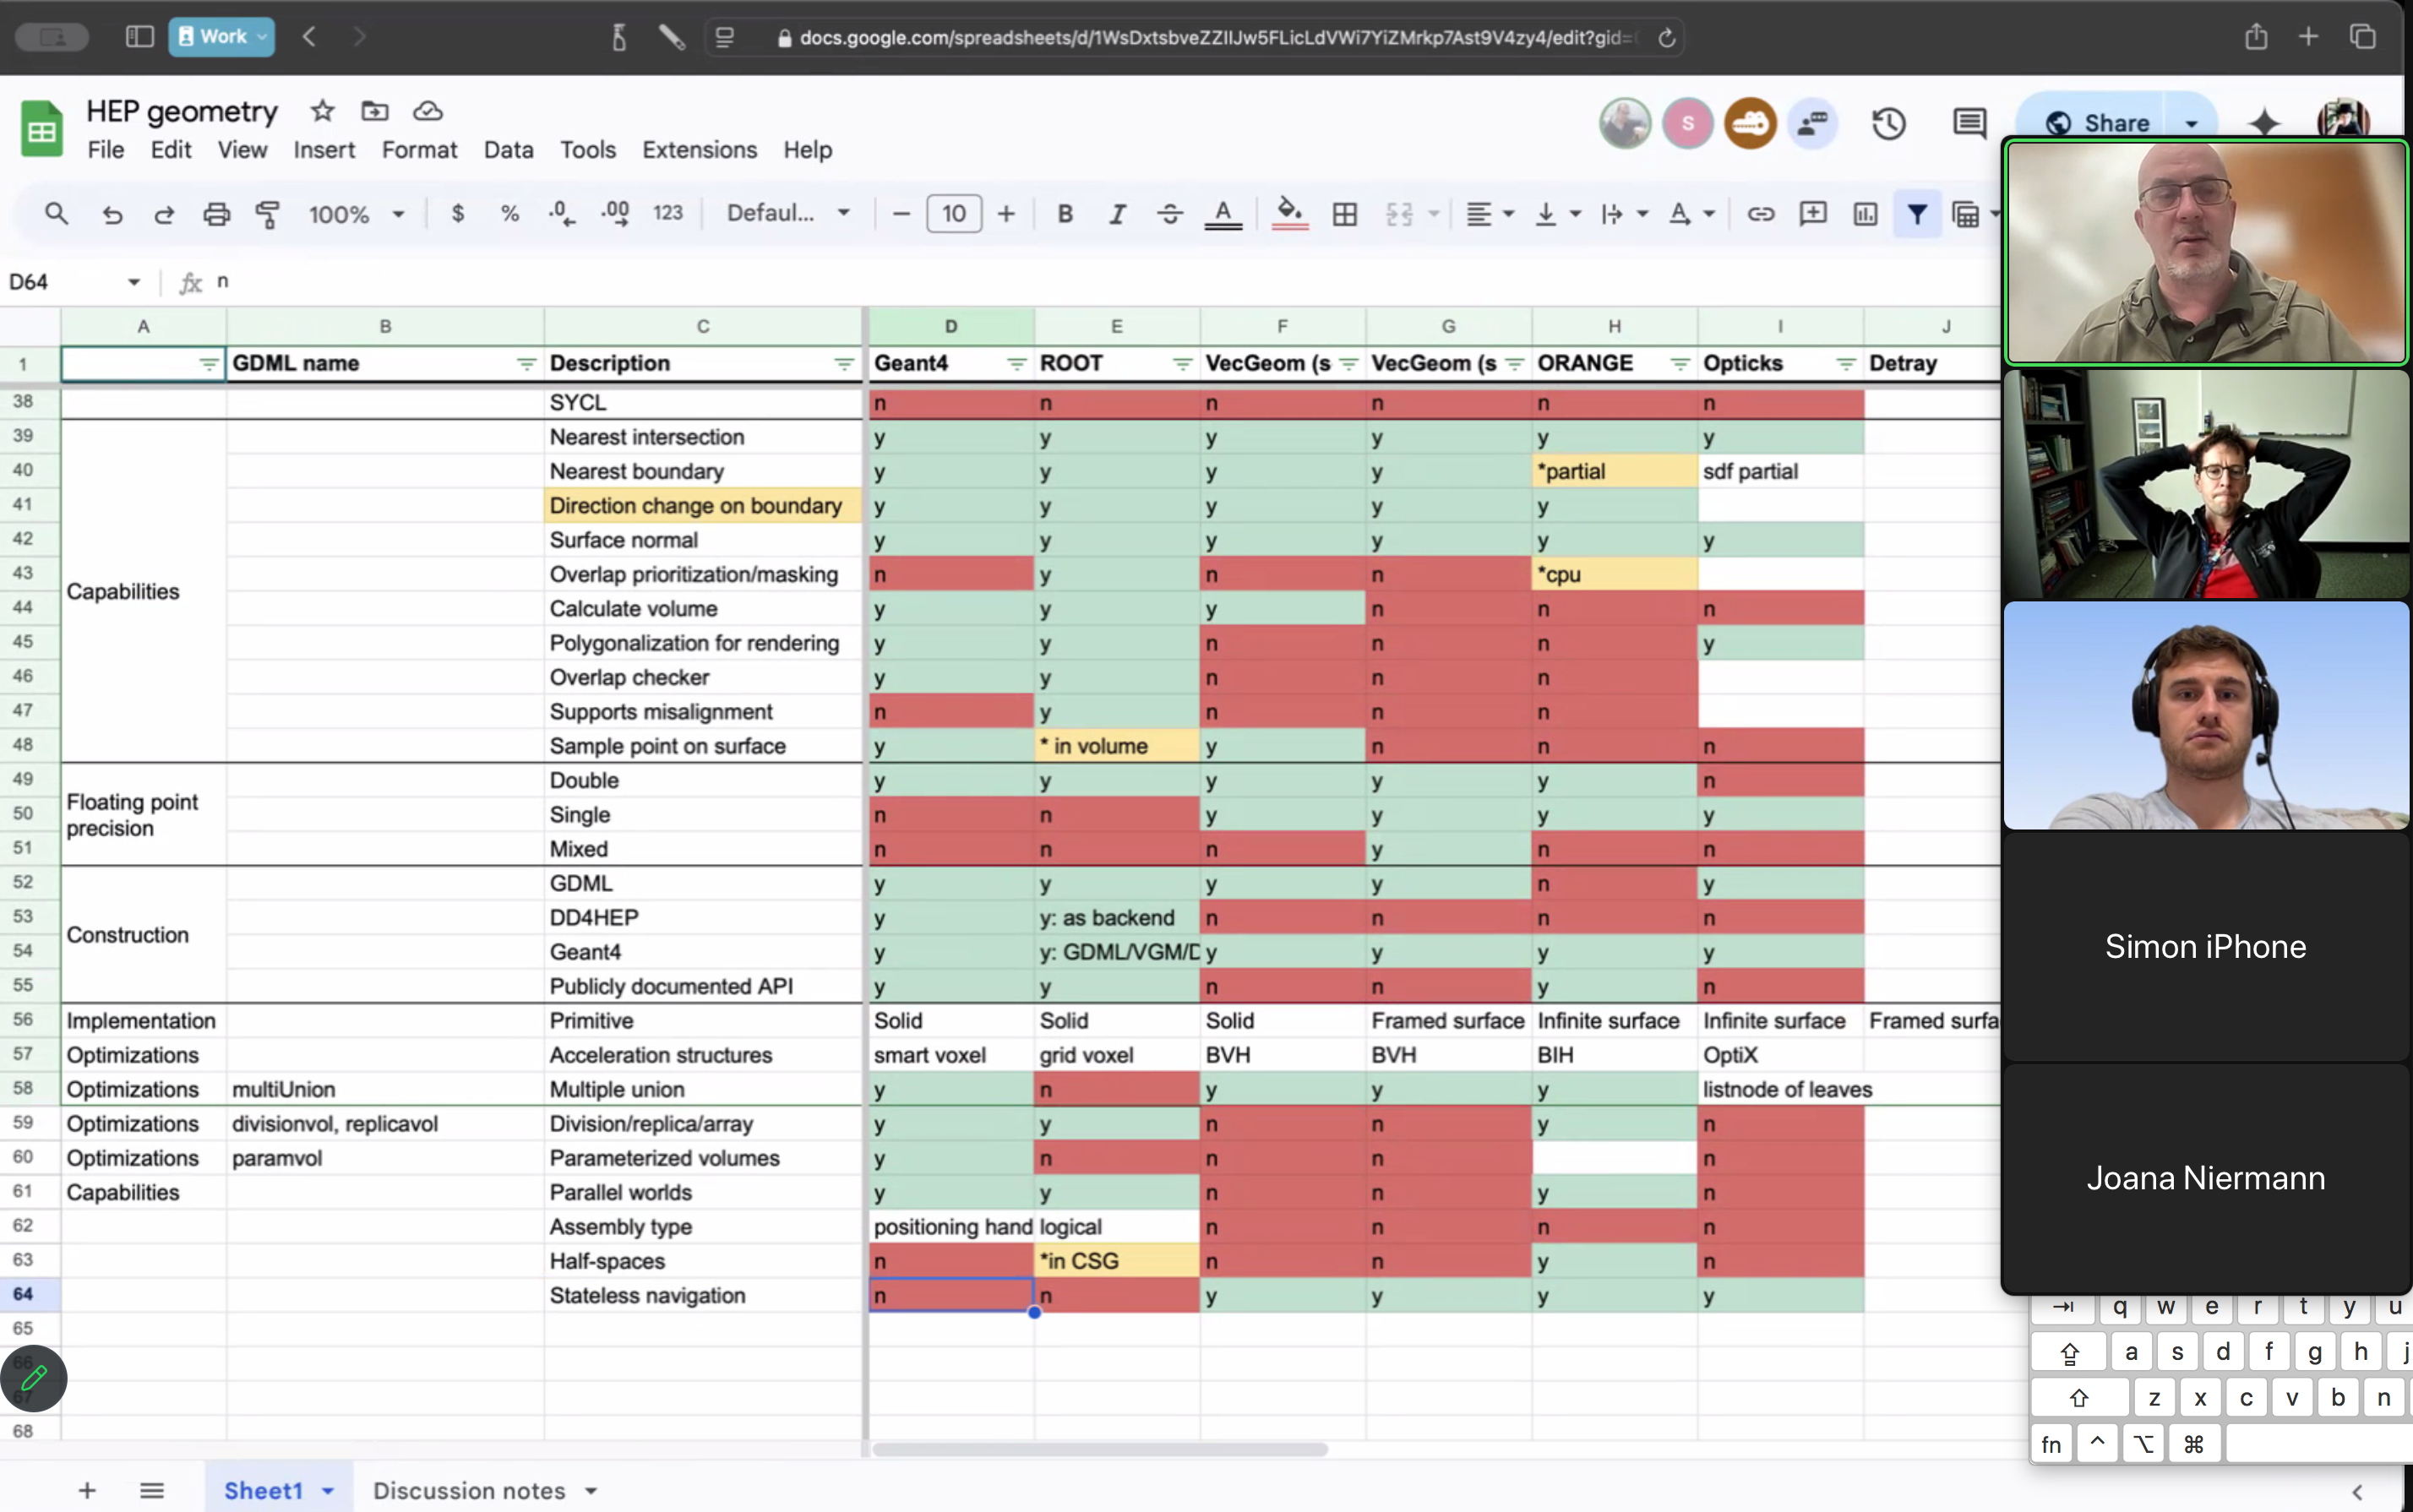 Work
docs.google.com/spreadsheets/d/1WsDxtsbveZZIIJw5FLicLdVWi7YiZMrkp7Ast9V4zy4/edit?gid=
HEP geometry
File Edit View Insert Format Data Tools Extensions Help
S
Share
100% $ % .0 .00 123 Defaul... − 10 + B I A
D64 fx n
A B C D E F G H I J
1 GDML name Description Geant4 ROOT VecGeom (s VecGeom (s ORANGE Opticks Detray
38 SYCL n n n n n n
39 Nearest intersection y y y y y y
40 Nearest boundary y y y y *partial sdf partial
41 Direction change on boundary y y y y y
42 Surface normal y y y y y y
43 Overlap prioritization/masking n y n n *cpu
Capabilities
44 Calculate volume y y y n n n
45 Polygonalization for rendering y y n n n y
46 Overlap checker y y n n n
47 Supports misalignment n y n n n
48 Sample point on surface y * in volume y n n n
49 Double y y y y y n
Floating point
precision
50 Single n n y y y y
51 Mixed n n n y n n
52 GDML y y y y n y
53 DD4HEP y y: as backend n n n n
Construction
54 Geant4 y y: GDML/VGM/D y y y y
55 Publicly documented API y y n n y n
56 Implementation Primitive Solid Solid Solid Framed surface Infinite surface Infinite surface Framed surfa
57 Optimizations Acceleration structures smart voxel grid voxel BVH BVH BIH OptiX
58 Optimizations multiUnion Multiple union y n y y y listnode of leaves
59 Optimizations divisionvol, replicavol Division/replica/array y y n n y n
60 Optimizations paramvol Parameterized volumes y n n n n
61 Capabilities Parallel worlds y y n n y n
62 Assembly type positioning hand logical n n n n
63 Half-spaces n *in CSG n n y n
64 Stateless navigation n n y y y y
65
66
67
68
Sheet1 Discussion notes
Simon iPhone
Joana Niermann
q w e r t y u
a s d f g h j
z x c v b n
fn ^ ⌥ ⌘